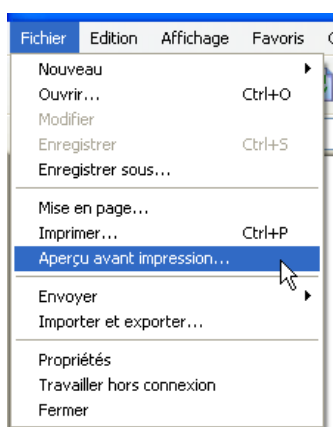 Fichier Edition Affichage Favoris
Nouveau
Ouvrir... Ctrl+O
Modifier
Enregistrer Ctrl+S
Enregistrer sous...
Mise en page...
Imprimer... Ctrl+P
Aperçu avant impression...
Envoyer
Importer et exporter...
Propriétés
Travailler hors connexion
Fermer